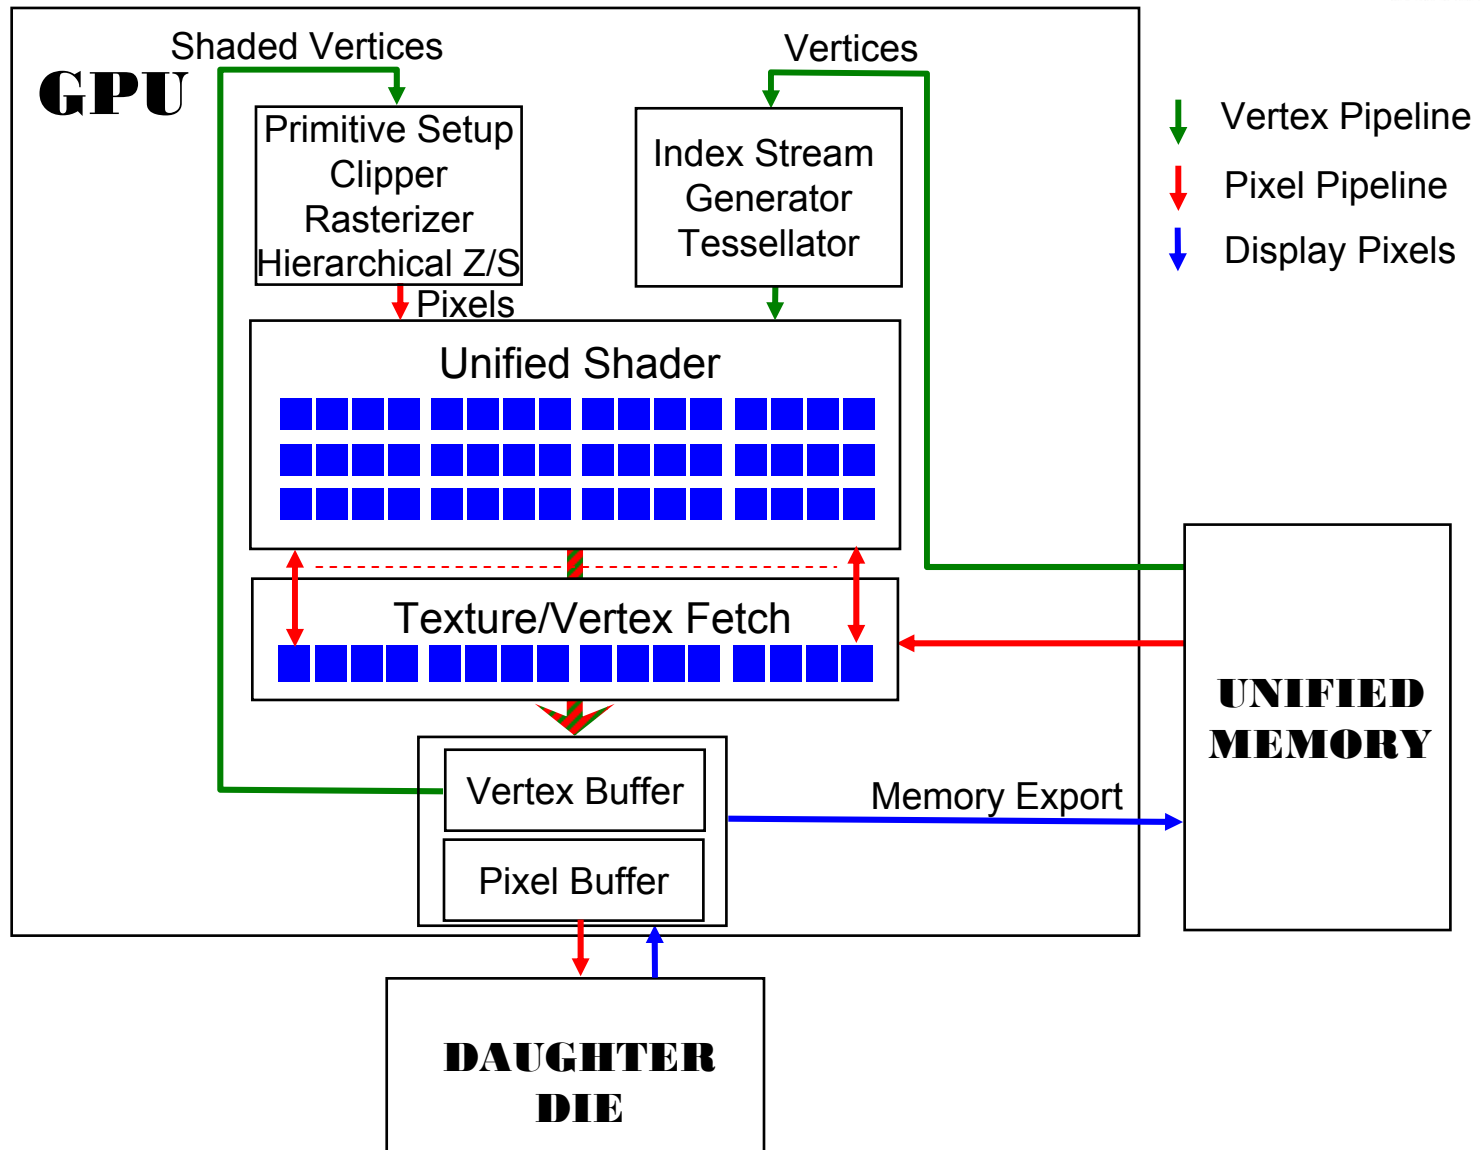 GPU
Shaded Vertices
Vertices
Primitive Setup
Clipper
Rasterizer
Hierarchical Z/S
Index Stream
Generator
Tessellator
Vertex Pipeline
Pixel Pipeline
Display Pixels
Pixels
Unified Shader
Texture/Vertex Fetch
UNIFIED
MEMORY
Vertex Buffer
Memory Export
Pixel Buffer
DAUGHTER
DIE